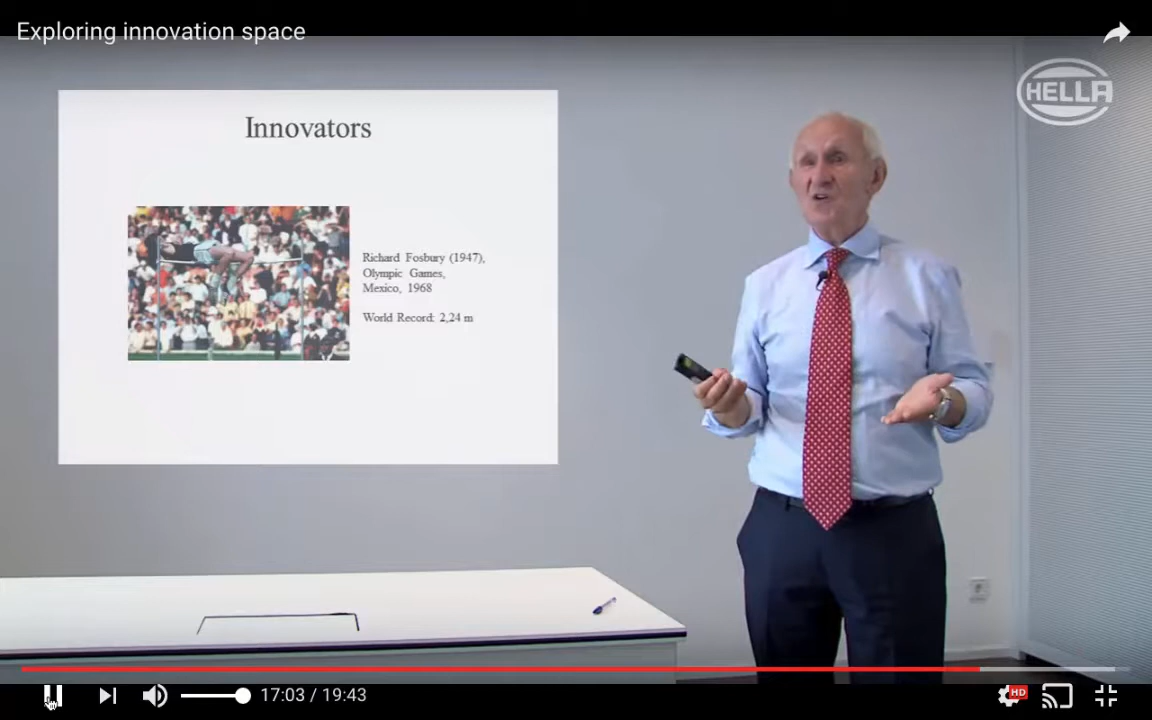 Exploring innovation space
HELLA
Innovators
Richard Fosbury (1947),
Olympic Games,
Mexico, 1968
World Record: 2,24 m
17:03 / 19:43
HD